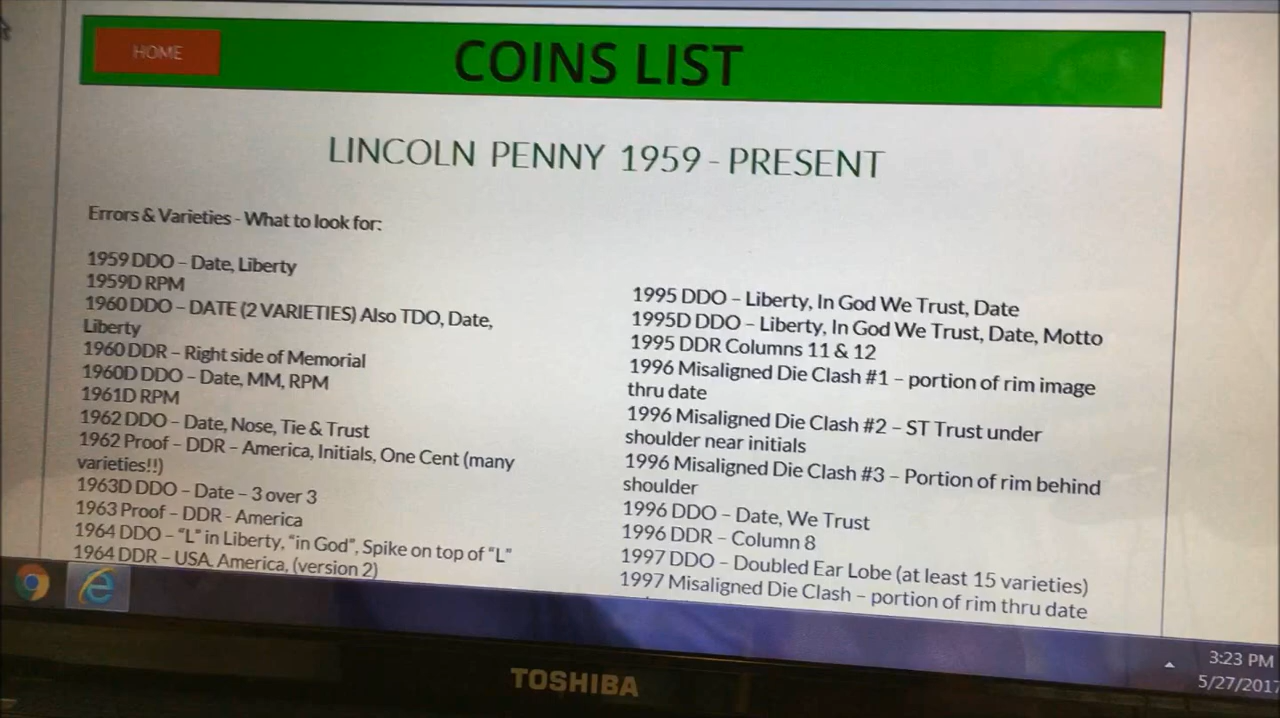 HOME
COINS LIST
LINCOLN PENNY 1959 - PRESENT
Errors & Varieties - What to look for:
1959 DDO – Date, Liberty
1959D RPM
1960 DDO – DATE (2 VARIETIES) Also TDO, Date,
Liberty
1960 DDR – Right side of Memorial
1960D DDO – Date, MM, RPM
1961D RPM
1962 DDO – Date, Nose, Tie & Trust
1962 Proof – DDR – America, Initials, One Cent (many
varieties!!)
1963D DDO – Date – 3 over 3
1963 Proof – DDR - America
1964 DDO – “L” in Liberty, “in God”, Spike on top of “L”
1964 DDR – USA, America, (version 2)
1995 DDO – Liberty, In God We Trust, Date
1995D DDO – Liberty, In God We Trust, Date, Motto
1995 DDR Columns 11 & 12
1996 Misaligned Die Clash #1 – portion of rim image
thru date
1996 Misaligned Die Clash #2 – ST Trust under
shoulder near initials
1996 Misaligned Die Clash #3 – Portion of rim behind
shoulder
1996 DDO – Date, We Trust
1996 DDR – Column 8
1997 DDO – Doubled Ear Lobe (at least 15 varieties)
1997 Misaligned Die Clash – portion of rim thru date
3:23 PM
5/27/2017
TOSHIBA